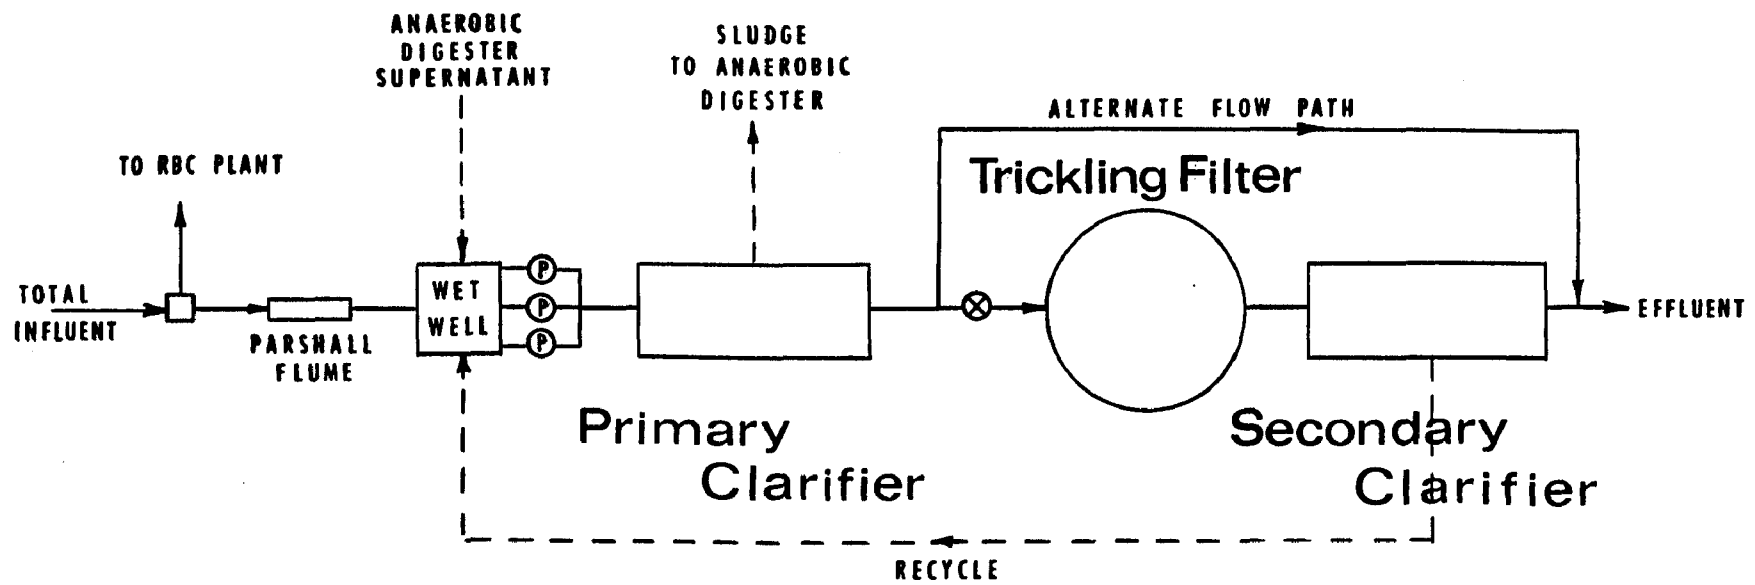 ANAEROBIC
DIGESTER
SUPERNATANT
SLUDGE
TO ANAEROBIC
DIGESTER
ALTERNATE FLOW PATH
TO RBC PLANT
Trickling Filter
TOTAL
INFLUENT
PARSHALL
FLUME
WET
WELL
P
P
P
EFFLUENT
Primary
Clarifier
Secondary
Clarifier
RECYCLE